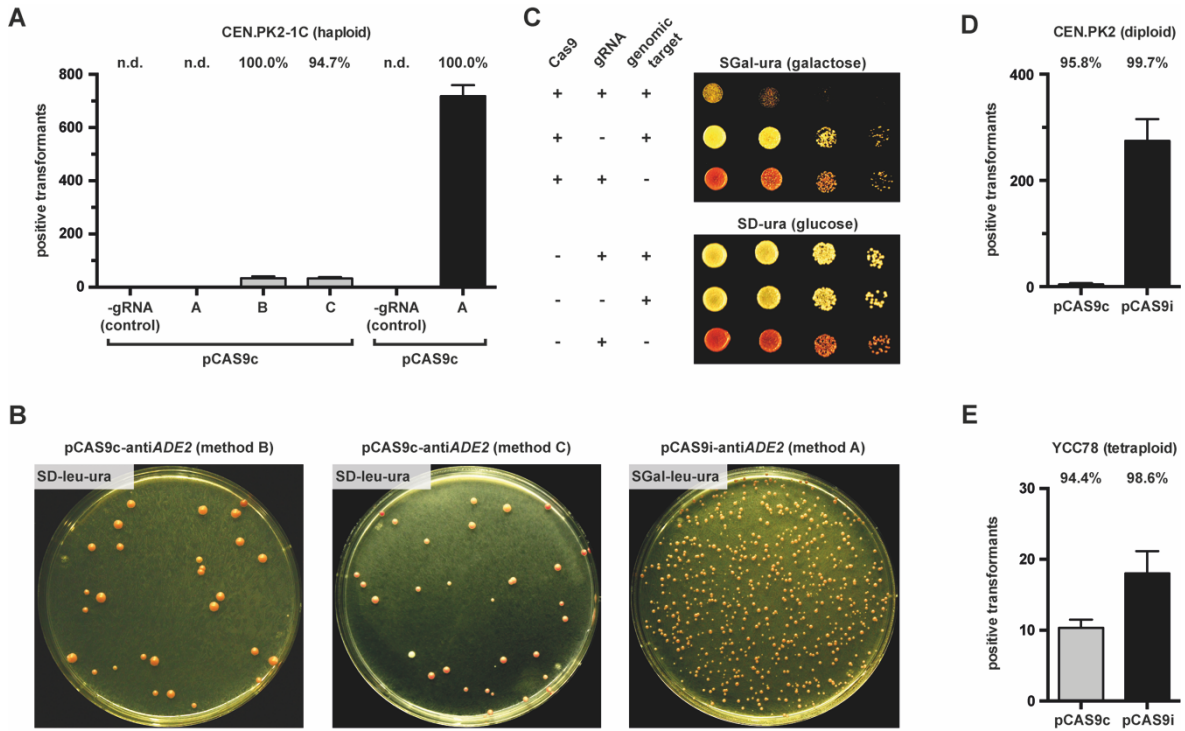 A
CEN.PK2-1C (haploid)
n.d. n.d. 100.0% 94.7% n.d. 100.0%
800
600
400
200
0
positive transformants
-gRNA (control) A B C -gRNA (control) A
pCAS9c pCAS9c
C
Cas9 gRNA genomic target
SGal-ura (galactose)
+ + +
+ - +
+ + -
SD-ura (glucose)
- + +
- - +
- + -
D
CEN.PK2 (diploid)
95.8% 99.7%
400
200
0
positive transformants
pCAS9c pCAS9i
B
pCAS9c-antiADE2 (method B)
SD-leu-ura
pCAS9c-antiADE2 (method C)
SD-leu-ura
pCAS9i-antiADE2 (method A)
SGal-leu-ura
E
YCC78 (tetraploid)
94.4% 98.6%
30
20
10
0
positive transformants
pCAS9c pCAS9i